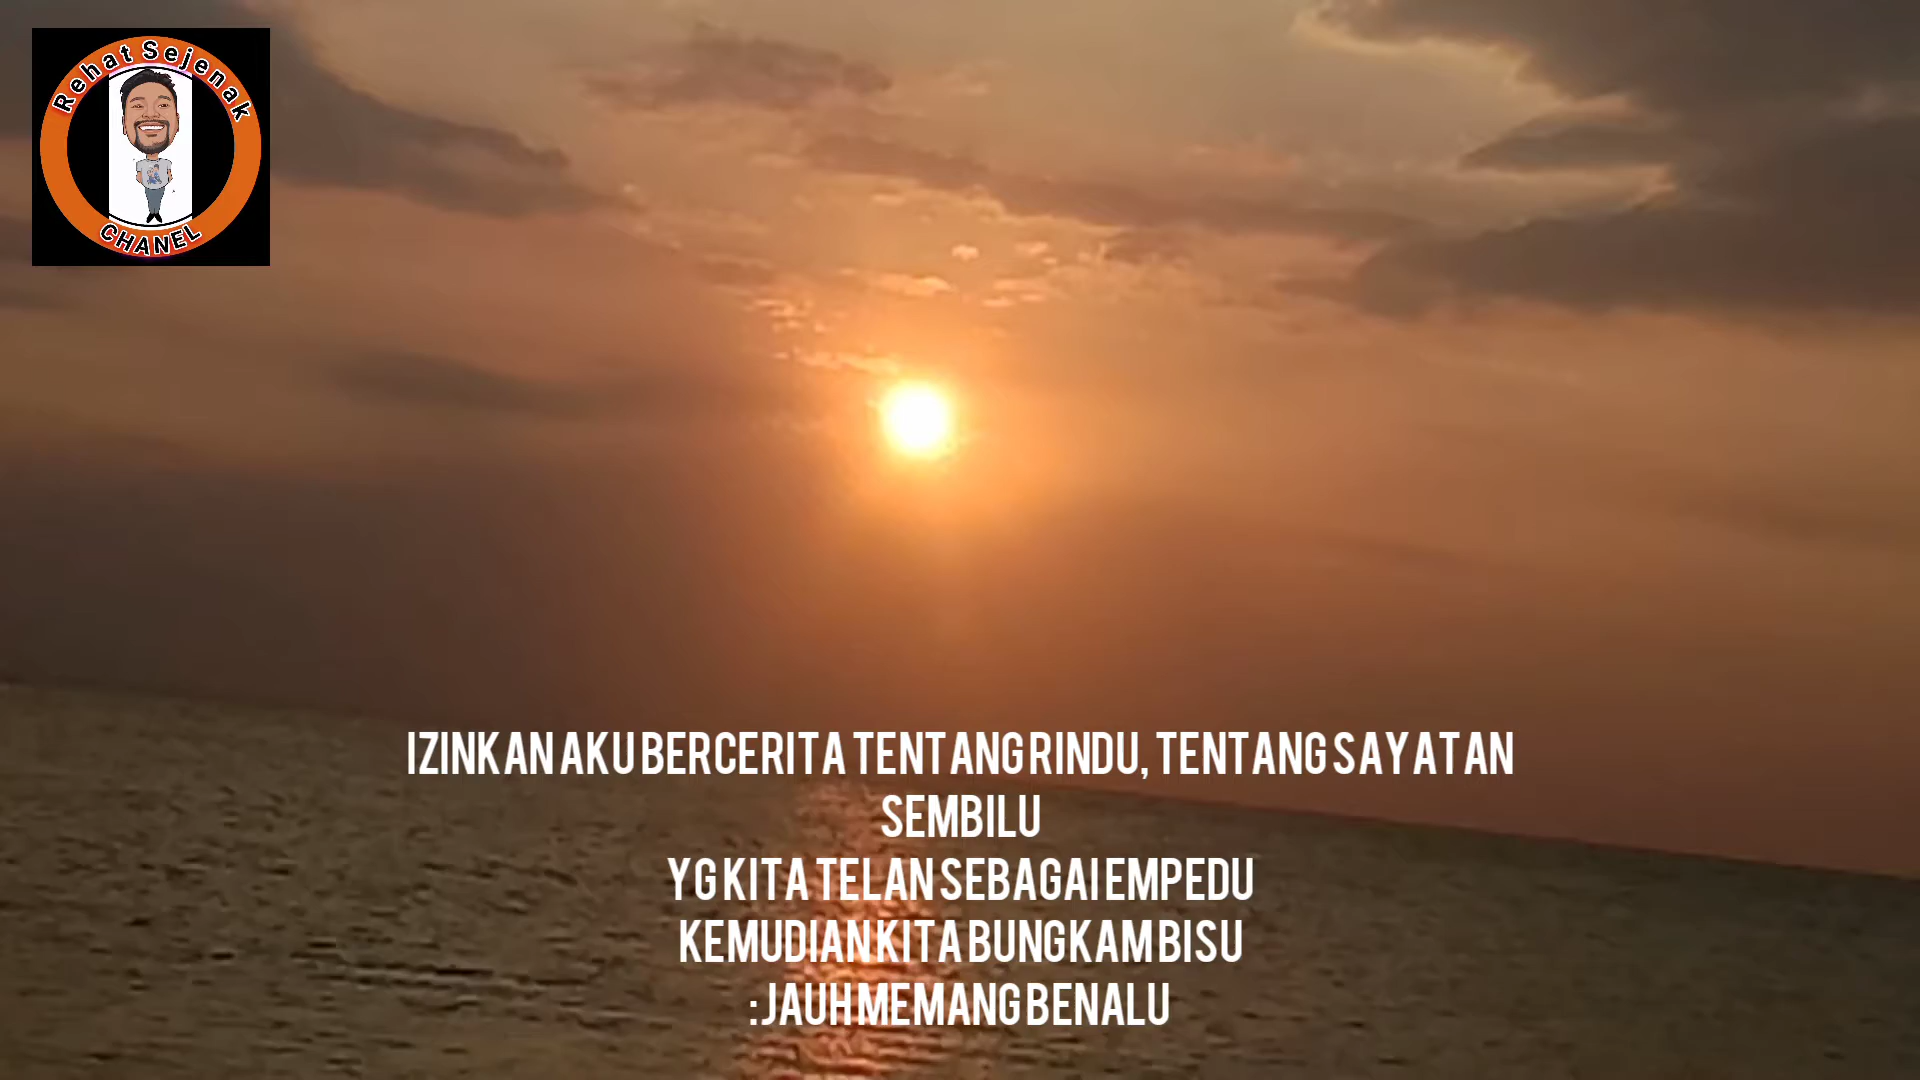 Rehat Sejenak
CHANEL
IZINKAN AKU BERCERITA TENTANG RINDU, TENTANG SAYATAN
SEMBILU
YG KITA TELAN SEBAGAI EMPEDU
KEMUDIAN KITA BUNGKAM BISU
: JAUH MEMANG BENALU